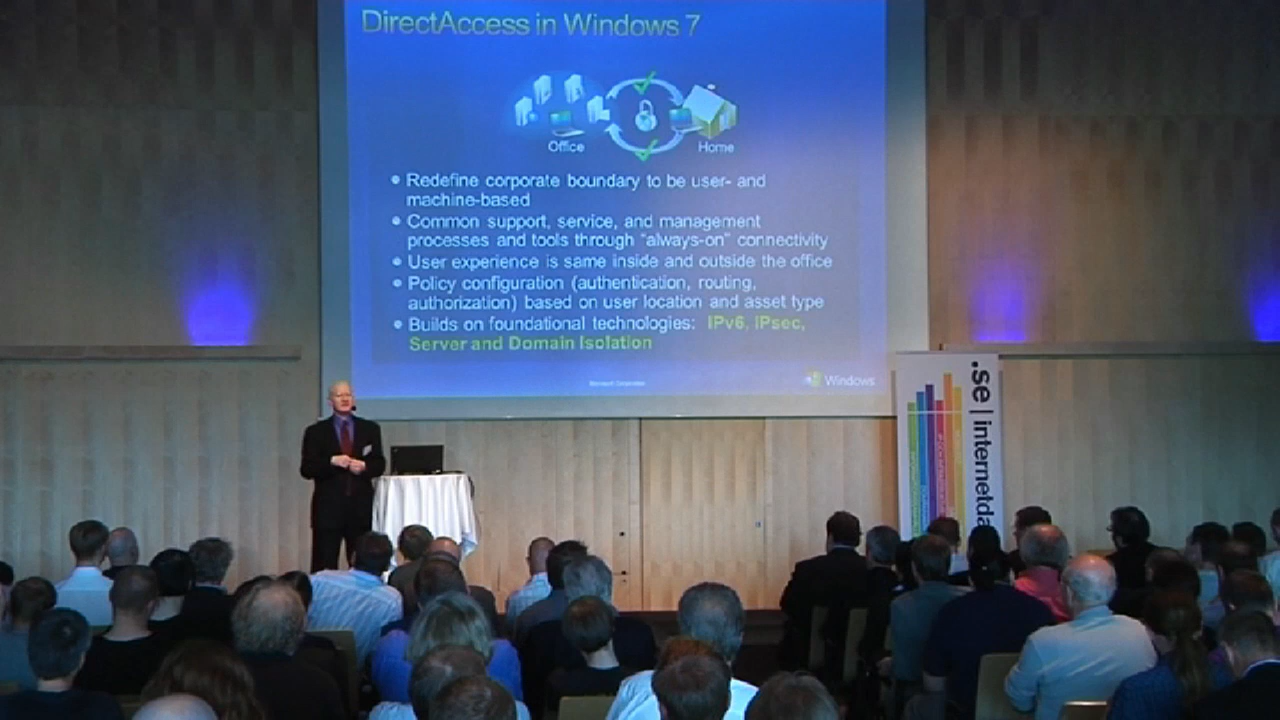 DirectAccess in Windows 7
Office
Home
Redefine corporate boundary to be user- and
machine-based
Common support, service, and management
processes and tools through "always-on" connectivity
User experience is same inside and outside the office
Policy configuration (authentication, routing,
authorization) based on user location and asset type
Builds on foundational technologies: IPv6, IPsec,
Server and Domain Isolation
Windows
.se | internetda